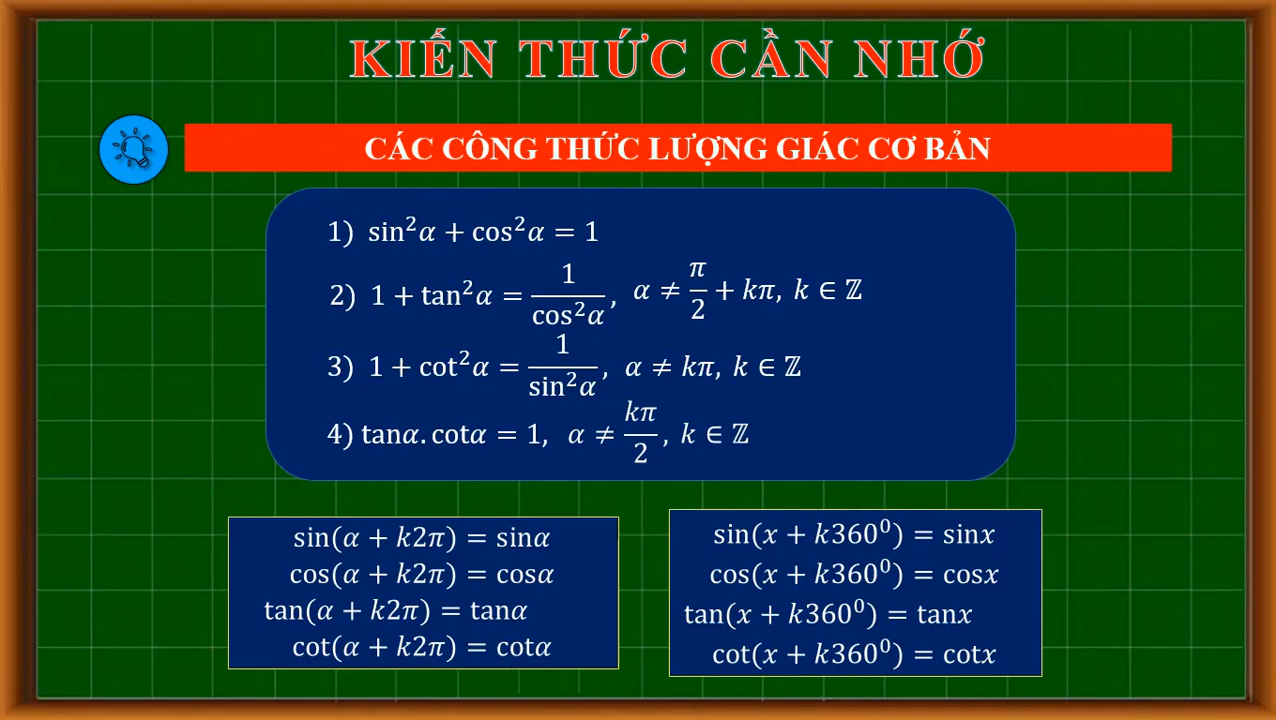 KIẾN THỨC CẦN NHỚ
CÁC CÔNG THỨC LƯỢNG GIÁC CƠ BẢN
1) sin²α + cos²α = 1
2) 1 + tan²α = 1/cos²α, α ≠ π/2 + kπ, k ∈ ℤ
3) 1 + cot²α = 1/sin²α, α ≠ kπ, k ∈ ℤ
4) tanα. cotα = 1, α ≠ kπ/2, k ∈ ℤ
sin(α + k2π) = sinα
cos(α + k2π) = cosα
tan(α + k2π) = tanα
cot(α + k2π) = cotα
sin(x + k360⁰) = sinx
cos(x + k360⁰) = cosx
tan(x + k360⁰) = tanx
cot(x + k360⁰) = cotx